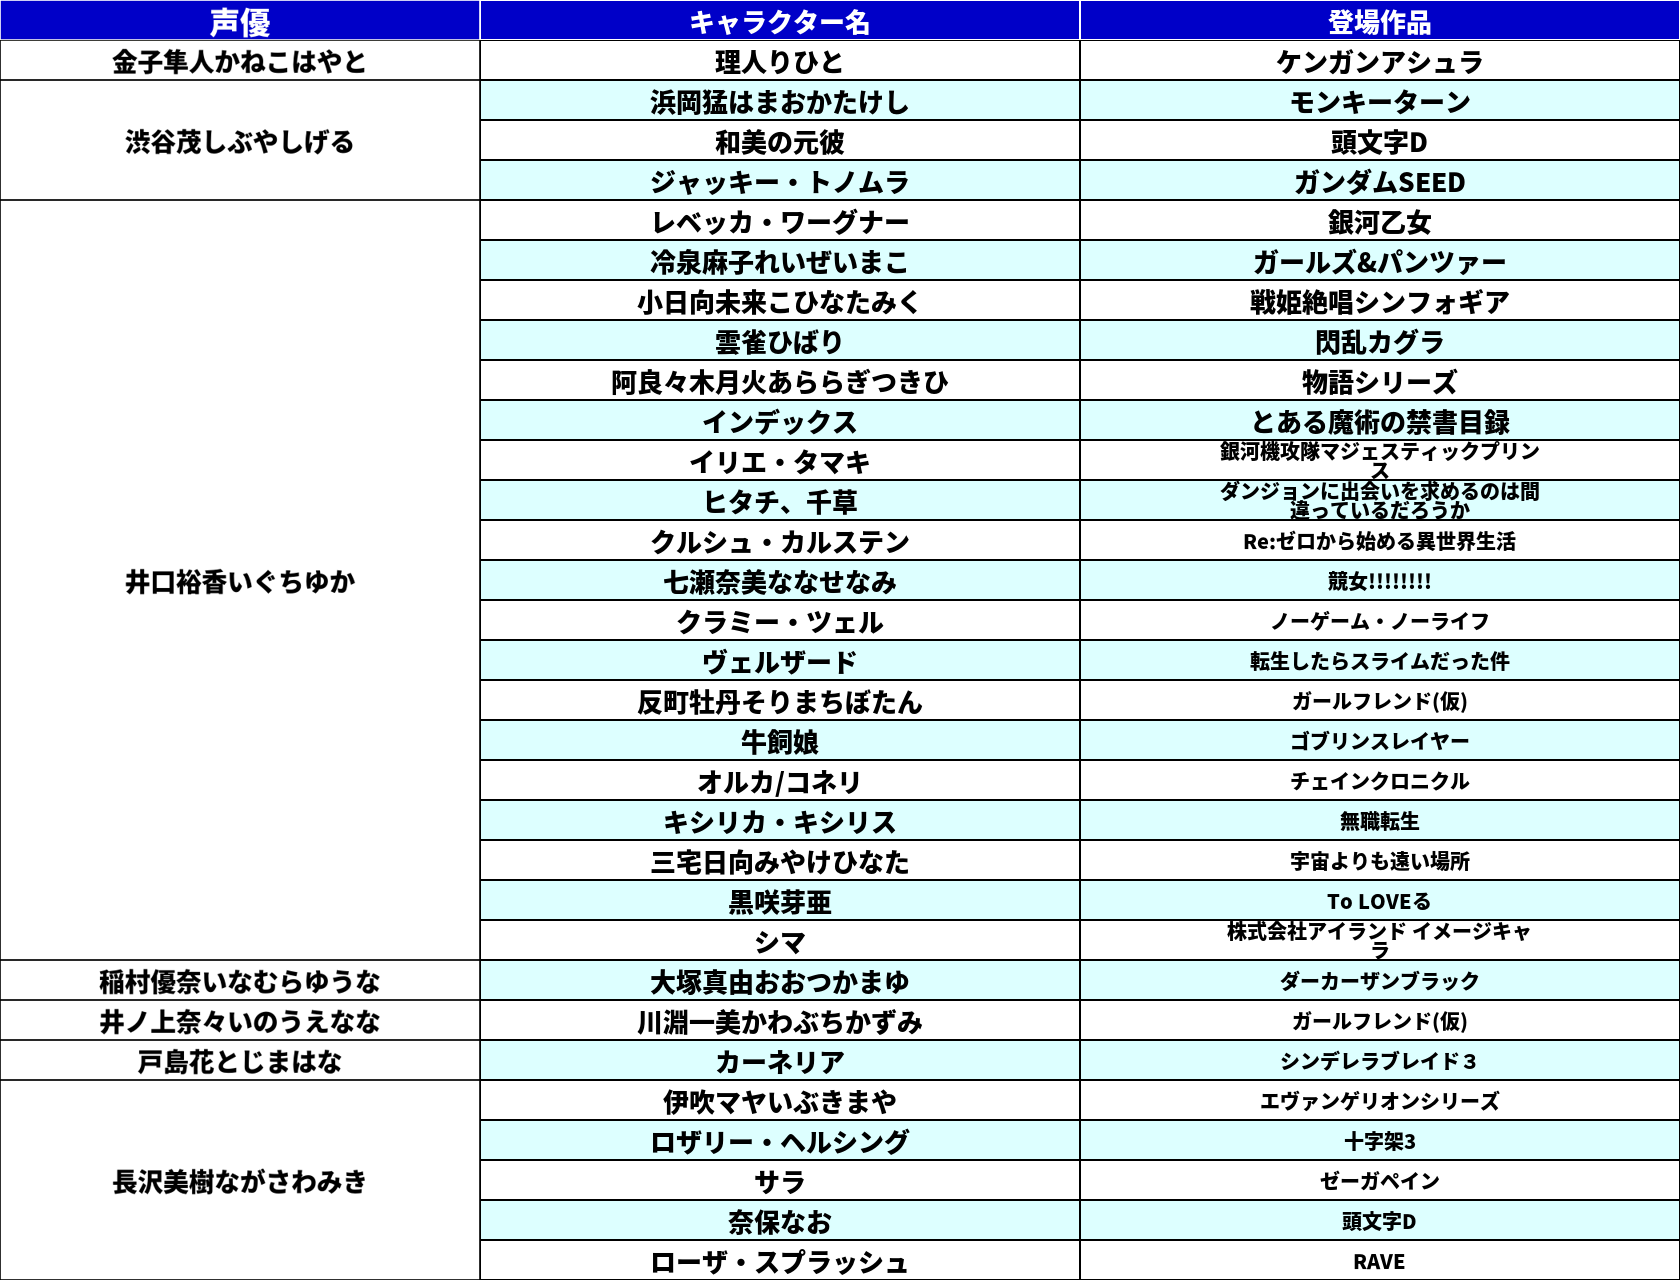 声優 キャラクター名 登場作品
金子隼人かねこはやと 理人りひと ケンガンアシュラ
渋谷茂しぶやしげる 浜岡猛はまおかたけし モンキーターン
和美の元彼 頭文字D
ジャッキー・トノムラ ガンダムSEED
井口裕香いぐちゆか レベッカ・ワーグナー 銀河乙女
冷泉麻子れいぜいまこ ガールズ&パンツァー
小日向未来こひなたみく 戦姫絶唱シンフォギア
雲雀ひばり 閃乱カグラ
阿良々木月火あららぎつきひ 物語シリーズ
インデックス とある魔術の禁書目録
イリエ・タマキ 銀河機攻隊マジェスティックプリン
ス
ヒタチ、千草 ダンジョンに出会いを求めるのは間
違っているだろうか
クルシュ・カルステン Re:ゼロから始める異世界生活
七瀬奈美ななせなみ 競女!!!!!!!!
クラミー・ツェル ノーゲーム・ノーライフ
ヴェルザード 転生したらスライムだった件
反町牡丹そりまちぼたん ガールフレンド(仮)
牛飼娘 ゴブリンスレイヤー
オルカ/コネリ チェインクロニクル
キシリカ・キシリス 無職転生
三宅日向みやけひなた 宇宙よりも遠い場所
黒咲芽亜 To LOVEる
シマ 株式会社アイランド イメージキャ
ラ
稲村優奈いなむらゆうな 大塚真由おおつかまゆ ダーカーザンブラック
井ノ上奈々いのうえなな 川淵一美かわぶちかずみ ガールフレンド(仮)
戸島花とじまはな カーネリア シンデレラブレイド３
長沢美樹ながさわみき 伊吹マヤいぶきまや エヴァンゲリオンシリーズ
ロザリー・ヘルシング 十字架3
サラ ゼーガペイン
奈保なお 頭文字D
ローザ・スプラッシュ RAVE